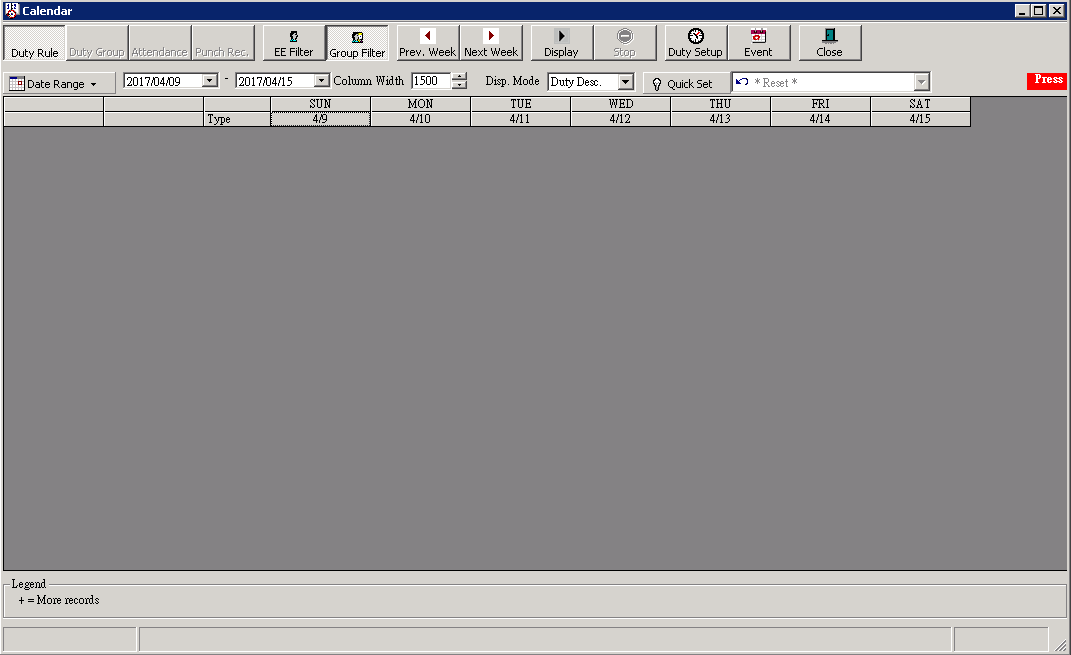 Calendar
Duty Rule Duty Group Attendance Punch Rec. EE Filter Group Filter Prev. Week Next Week Display Stop Duty Setup Event Close
Date Range 2017/04/09 - 2017/04/15 Column Width 1500 Disp. Mode Duty Desc. Quick Set * Reset * Press
SUN MON TUE WED THU FRI SAT
Type 4/9 4/10 4/11 4/12 4/13 4/14 4/15
Legend
+ = More records